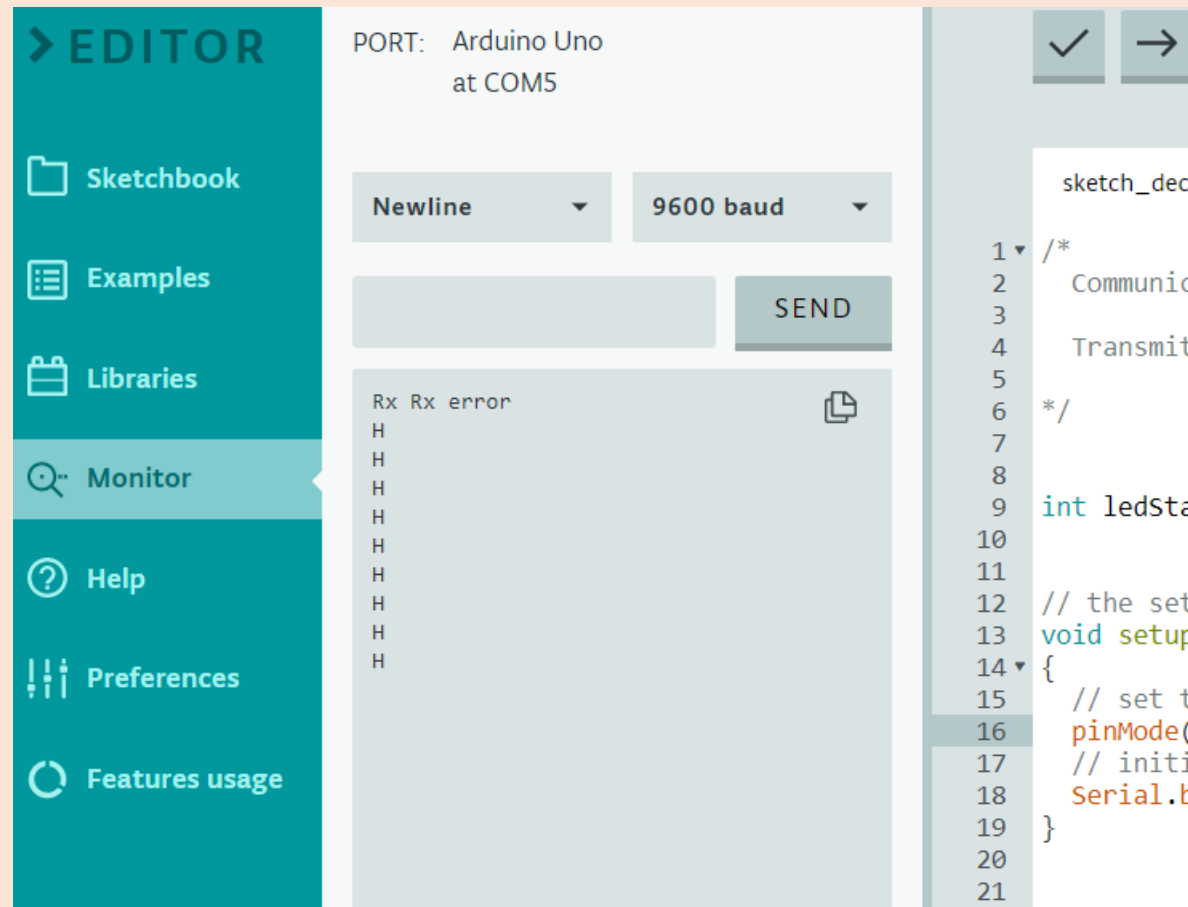 > EDITOR
Sketchbook
Examples
Libraries
Monitor
Help
Preferences
Features usage
PORT: Arduino Uno
at COM5
Newline
9600 baud
SEND
Rx Rx error
H
H
H
H
H
H
H
H
H
sketch_dec
1 /*
2 Communic
3
4 Transmit
5
6 */
7
8
9 int ledSta
10
11
12 // the set
13 void setup
14 {
15 // set t
16 pinMode(
17 // initi
18 Serial.b
19 }
20
21